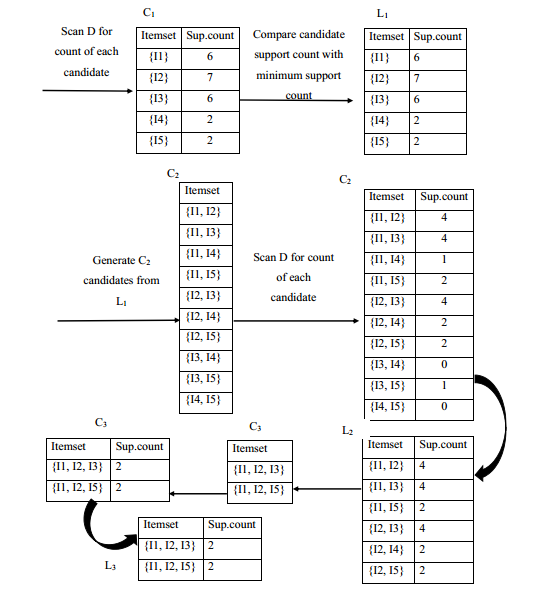 C1
Scan D for
count of each
candidate
Itemset Sup.count
{I1} 6
{I2} 7
{I3} 6
{I4} 2
{I5} 2
Compare candidate
support count with
minimum support
count
L1
Itemset Sup.count
{I1} 6
{I2} 7
{I3} 6
{I4} 2
{I5} 2
Generate C2
candidates from
L1
C2
Itemset
{I1, I2}
{I1, I3}
{I1, I4}
{I1, I5}
{I2, I3}
{I2, I4}
{I2, I5}
{I3, I4}
{I3, I5}
{I4, I5}
Scan D for count
of each
candidate
C2
Itemset Sup.count
{I1, I2} 4
{I1, I3} 4
{I1, I4} 1
{I1, I5} 2
{I2, I3} 4
{I2, I4} 2
{I2, I5} 2
{I3, I4} 0
{I3, I5} 1
{I4, I5} 0
L2
Itemset Sup.count
{I1, I2} 4
{I1, I3} 4
{I1, I5} 2
{I2, I3} 4
{I2, I4} 2
{I2, I5} 2
C3
Itemset
{I1, I2, I3}
{I1, I2, I5}
C3
Itemset Sup.count
{I1, I2, I3} 2
{I1, I2, I5} 2
L3
Itemset Sup.count
{I1, I2, I3} 2
{I1, I2, I5} 2